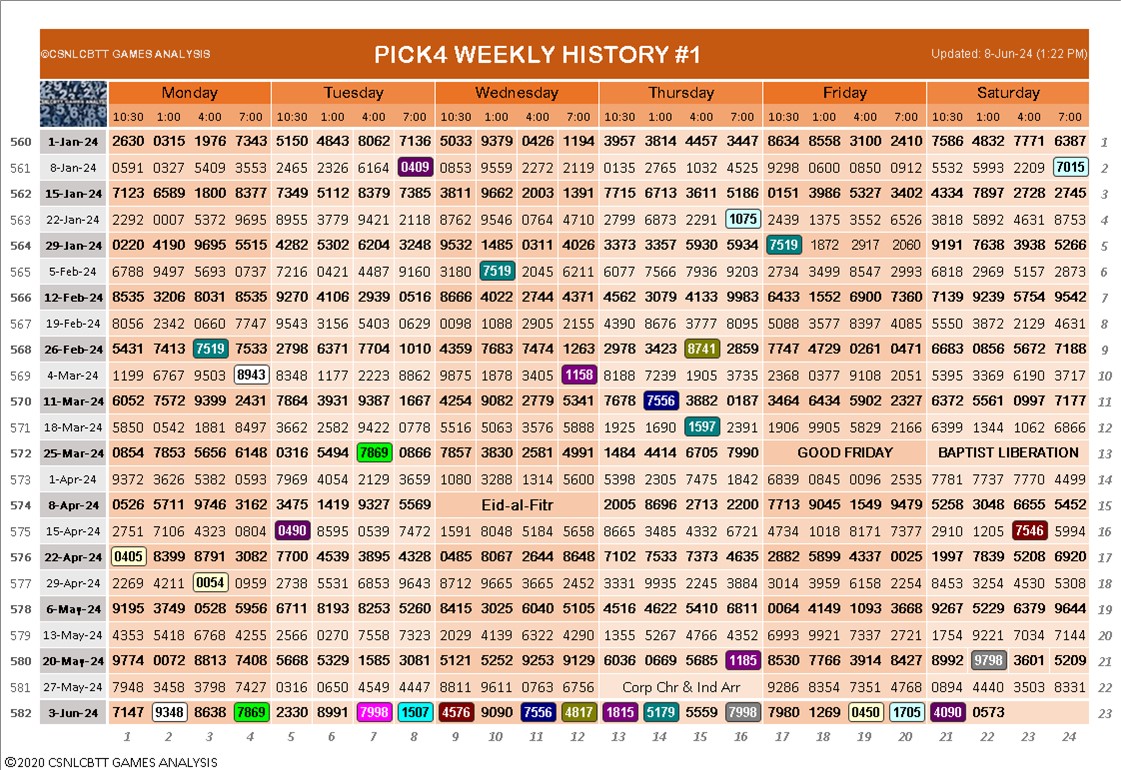 ©CSNLCBTT GAMES ANALYSIS PICK4 WEEKLY HISTORY #1 Updated: 8-Jun-24 (1:22 PM)
Monday Tuesday Wednesday Thursday Friday Saturday
10:30 1:00 4:00 7:00 10:30 1:00 4:00 7:00 10:30 1:00 4:00 7:00 10:30 1:00 4:00 7:00 10:30 1:00 4:00 7:00 10:30 1:00 4:00 7:00
560 1-Jan-24 2630 0315 1976 7343 5150 4843 8062 7136 5033 9379 0426 1194 3957 3814 4457 3447 8634 8558 3100 2410 7586 4832 7771 6387 1
561 8-Jan-24 0591 0327 5409 3553 2465 2326 6164 0409 0853 9559 2272 2119 0135 2765 1032 4525 9298 0600 0850 0912 5532 5993 2209 7015 2
562 15-Jan-24 7123 6589 1800 8377 7349 5112 8379 7385 3811 9662 2003 1391 7715 6713 3611 5186 0151 3986 5327 3402 4334 7897 2728 2745 3
563 22-Jan-24 2292 0007 5372 9695 8955 3779 9421 2118 8762 9546 0764 4710 2799 6873 2291 1075 2439 1375 3552 6526 3818 5892 4631 8753 4
564 29-Jan-24 0220 4190 9695 5515 4282 5302 6204 3248 9532 1485 0311 4026 3373 3357 5930 5934 7519 1872 2917 2060 9191 7638 3938 5266 5
565 5-Feb-24 6788 9497 5693 0737 7216 0421 4487 9160 3180 7519 2045 6211 6077 7566 7936 9203 2734 3499 8547 2993 6818 2969 5157 2873 6
566 12-Feb-24 8535 3206 8031 8535 9270 4106 2939 0516 8666 4022 2744 4371 4562 3079 4133 9983 6433 1552 6900 7360 7139 9239 5754 9542 7
567 19-Feb-24 8056 2342 0660 7747 9543 3156 5403 0629 0098 1088 2905 2155 4390 8676 3777 8095 5088 3577 8397 4085 5550 3872 2129 4631 8
568 26-Feb-24 5431 7413 7519 7533 2798 6371 7704 1010 4359 7683 7474 1263 2978 3423 8741 2859 7747 4729 0261 0471 6683 0856 5672 7188 9
569 4-Mar-24 1199 6767 9503 8943 8348 1177 2223 8862 9875 1878 3405 1158 8188 7239 1905 3735 2368 0377 9108 2051 5395 3369 6190 3717 10
570 11-Mar-24 6052 7572 9399 2431 7864 3931 9387 1667 4254 9082 2779 5341 7678 7556 3882 0187 3464 6434 5902 2327 6372 5561 0997 7177 11
571 18-Mar-24 5850 0542 1881 8497 3662 2582 9422 0778 5516 5063 3576 5888 1925 1690 1597 2391 1906 9905 5829 2166 6399 1344 1062 6866 12
572 25-Mar-24 0854 7853 5656 6148 0316 5494 7869 0866 7857 3830 2581 4991 1484 4414 6705 7990 GOOD FRIDAY BAPTIST LIBERATION 13
573 1-Apr-24 9372 3626 5382 0593 7969 4054 2129 3659 1080 3288 1314 5600 5398 2305 7475 1842 6839 0845 0096 2535 7781 7737 7770 4499 14
574 8-Apr-24 0526 5711 9746 3162 3475 1419 9327 5569 Eid-al-Fitr 2005 8696 2713 2200 7713 9045 1549 9479 5258 3048 6655 5452 15
575 15-Apr-24 2751 7106 4323 0804 0490 8595 0539 7472 1591 8048 5184 5658 8665 3485 4332 6721 4734 1018 8171 7377 2910 1205 7546 5994 16
576 22-Apr-24 0405 8399 8791 3082 7700 4539 3895 4328 0485 8067 2644 8648 7102 7533 7373 4635 2882 5899 4337 0025 1997 7839 5208 6920 17
577 29-Apr-24 2269 4211 0054 0959 2738 5531 6853 9643 8712 9665 3665 2452 3331 9935 2245 3884 3014 3959 6158 2254 8453 3254 4530 5308 18
578 6-May-24 9195 3749 0528 5956 6711 8193 8253 5260 8415 3025 6040 5105 4516 4622 5410 6811 0064 4149 1093 3668 9267 5229 6379 9644 19
579 13-May-24 4353 5418 6768 4255 2566 0270 7558 7323 2029 4139 6322 4290 1355 5267 4766 4352 6993 9921 7337 2721 1754 9221 7034 7144 20
580 20-May-24 9774 0072 8813 7408 5668 5329 1585 3081 5121 5252 9253 9129 6036 0669 5685 1185 8530 7766 3914 8427 8992 9798 3601 5209 21
581 27-May-24 7948 3458 3798 7427 0316 0650 4549 4447 8811 9611 0763 6756 Corp Chr & Ind Arr 9286 8354 7351 4768 0894 4440 3503 8331 22
582 3-Jun-24 7147 9348 8638 7869 2330 8991 7998 1507 4576 9090 7556 4817 1815 5179 5559 7998 7980 1269 0450 1705 4090 0573 23
1 2 3 4 5 6 7 8 9 10 11 12 13 14 15 16 17 18 19 20 21 22 23 24
©2020 CSNLCBTT GAMES ANALYSIS